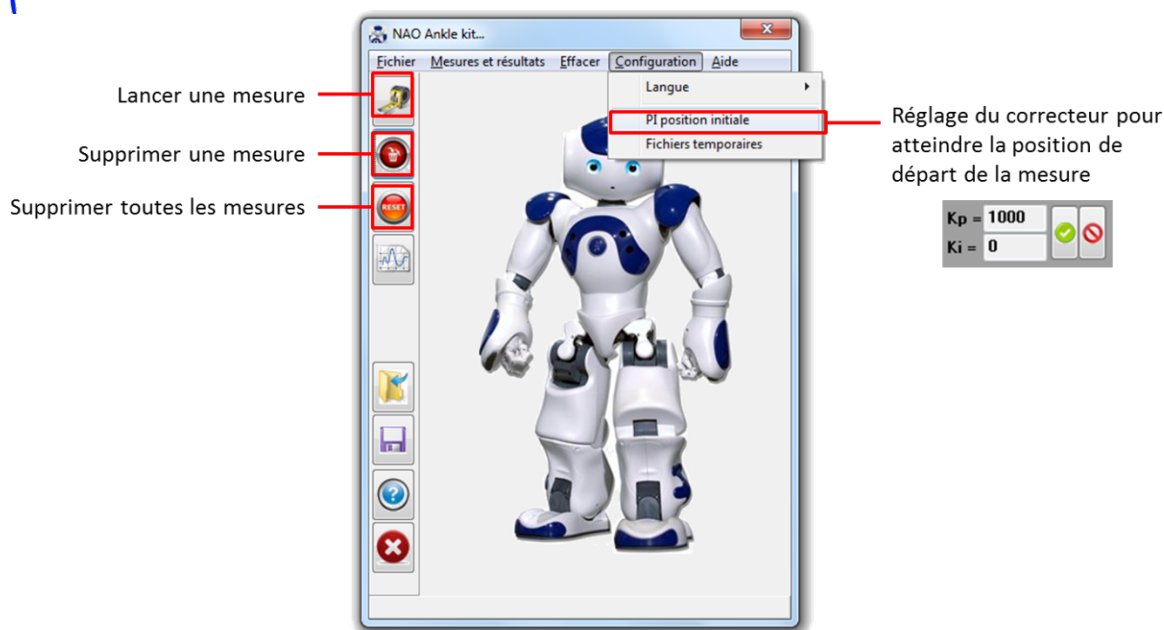 NAO Ankle kit...
Fichier Mesures et résultats Effacer Configuration Aide
Langue
PI position initiale
Fichiers temporaires
Lancer une mesure
Supprimer une mesure
Supprimer toutes les mesures
RESET
Réglage du correcteur pour
atteindre la position de
départ de la mesure
Kp = 1000
Ki = 0